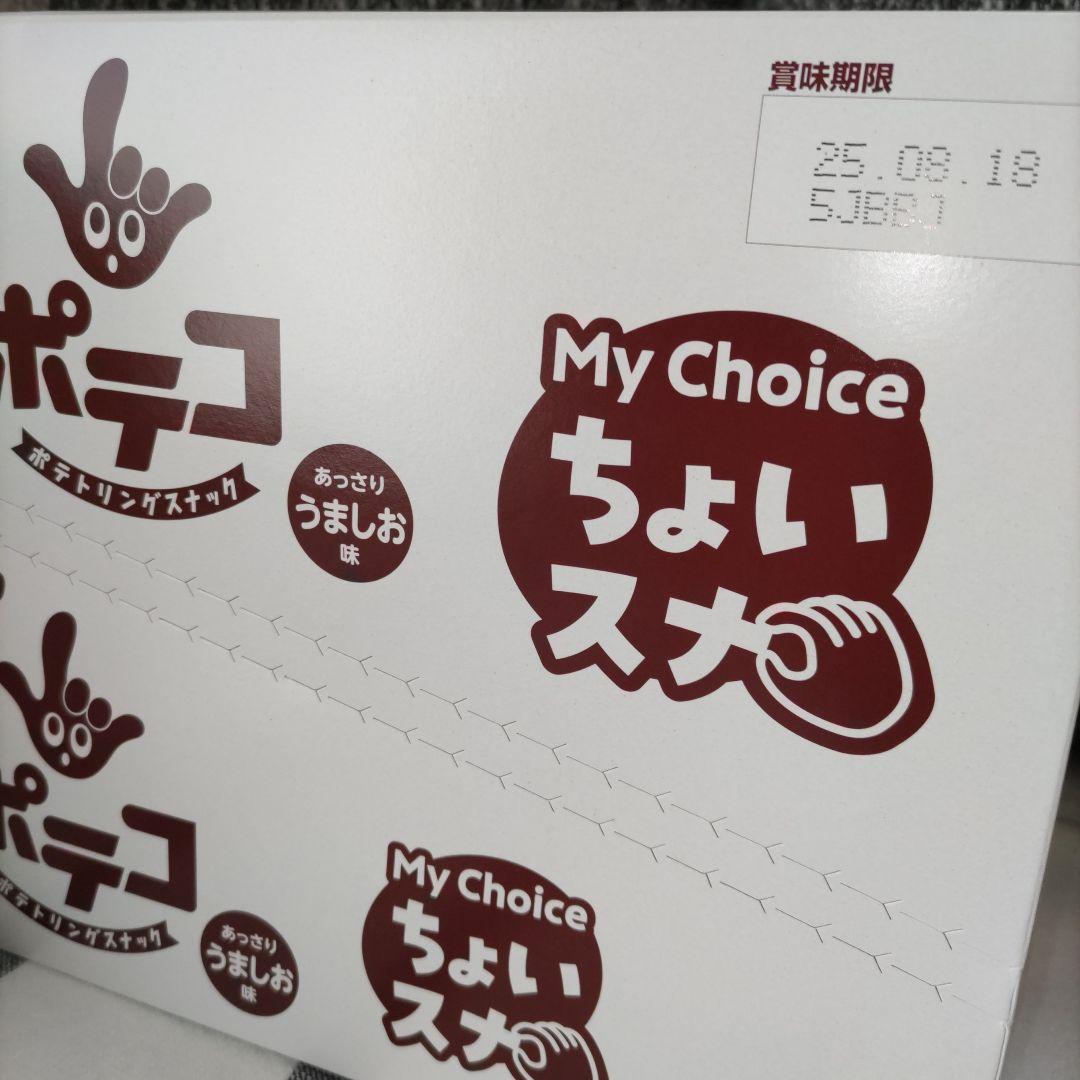 賞味期限
25.08.18
5JBBJ
ポテコ
ポテトリングスナック
あっさり
うましお
味
My Choice
ちょい
スナ
ポテコ
ポテトリングスナック
あっさり
うましお
味
My Choice
ちょい
スナ